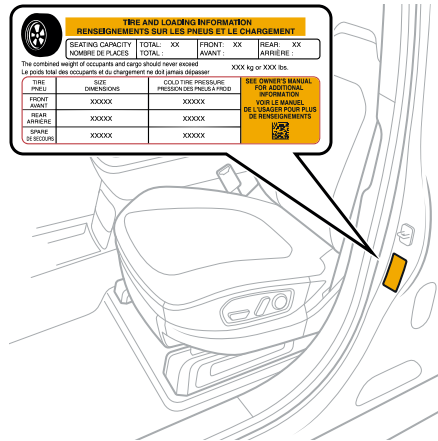 TIRE AND LOADING INFORMATION
RENSEIGNEMENTS SUR LES PNEUS ET LE CHARGEMENT
SEATING CAPACITY TOTAL: XX FRONT: XX REAR: XX
NOMBRE DE PLACES TOTAL : AVANT : ARRIÈRE :
The combined weight of occupants and cargo should never exceed
Le poids total des occupants et du chargement ne doit jamais dépasser
XXX kg or XXX lbs.
TIRE SIZE COLD TIRE PRESSURE
PNEU DIMENSIONS PRESSION DES PNEUS A FROID
FRONT
AVANT
XXXXX XXXXX
REAR
ARRIÈRE
XXXXX XXXXX
SPARE
DE SECOURS
XXXXX XXXXX
SEE OWNER'S MANUAL
FOR ADDITIONAL
INFORMATION
VOIR LE MANUEL
DE L'USAGER POUR PLUS
DE RENSEIGNEMENTS